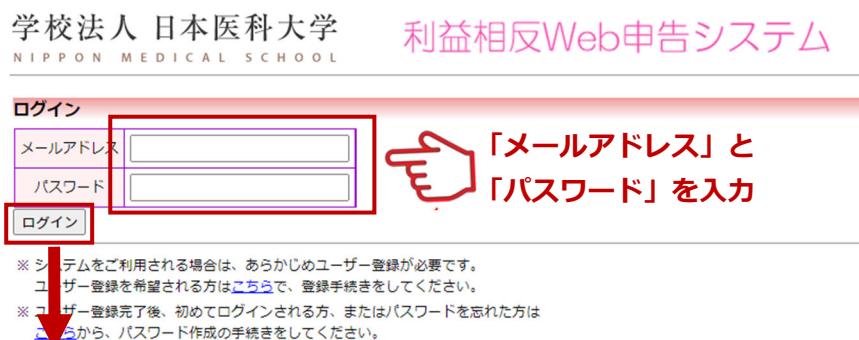 学校法人 日本医科大学
NIPPON MEDICAL SCHOOL
利益相反Web申告システム
ログイン
メールアドレス
「メールアドレス」と
パスワード
「パスワード」を入力
ログイン
※ システムをご利用される場合は、あらかじめユーザー登録が必要です。
ユーザー登録を希望される方はこちらで、登録手続きをしてください。
※ ユーザー登録完了後、初めてログインされる方、またはパスワードを忘れた方は
こちらから、パスワード作成の手続きをしてください。